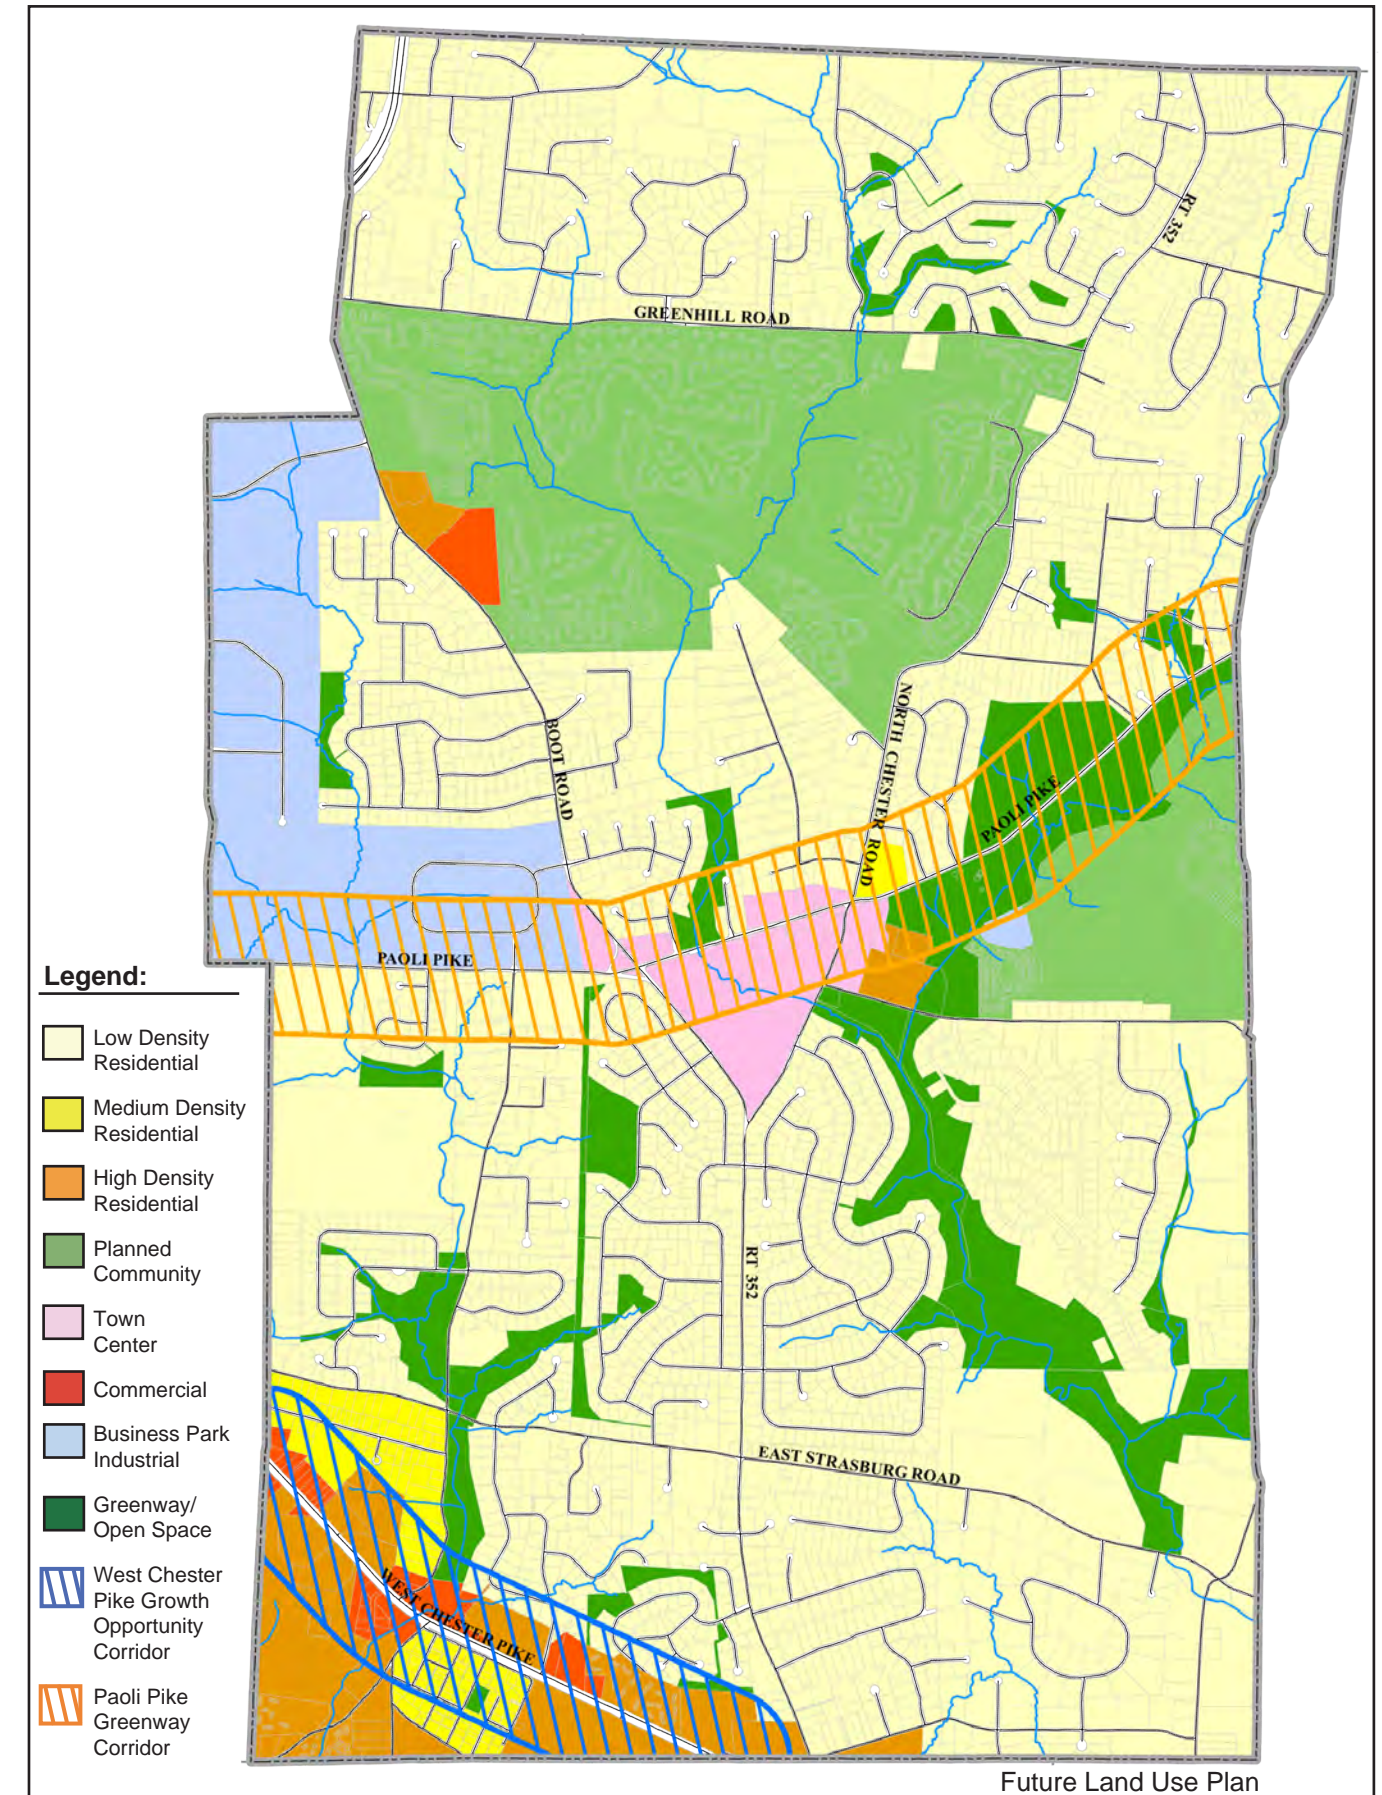 RT 352
GREENHILL ROAD
BOOT ROAD
NORTH CHESTER ROAD
PAOLI PIKE
PAOLI PIKE
RT 352
EAST STRASBURG ROAD
WEST CHESTER PIKE
Legend:
Low Density
Residential
Medium Density
Residential
High Density
Residential
Planned
Community
Town
Center
Commercial
Business Park
Industrial
Greenway/
Open Space
West Chester
Pike Growth
Opportunity
Corridor
Paoli Pike
Greenway
Corridor
Future Land Use Plan